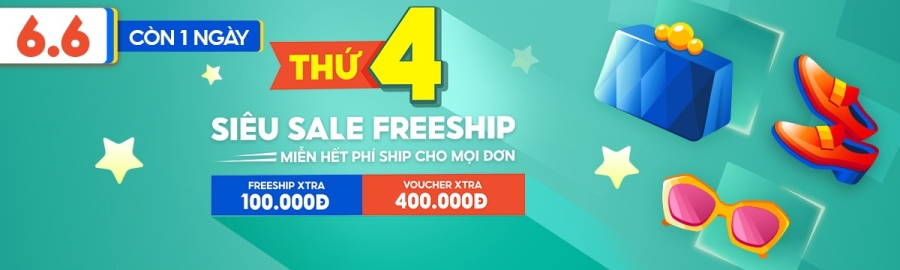 6.6 CÒN 1 NGÀY
THỨ 4
SIÊU SALE FREESHIP
MIỄN HẾT PHÍ SHIP CHO MỌI ĐƠN
FREESHIP XTRA
100.000Đ
VOUCHER XTRA
400.000Đ